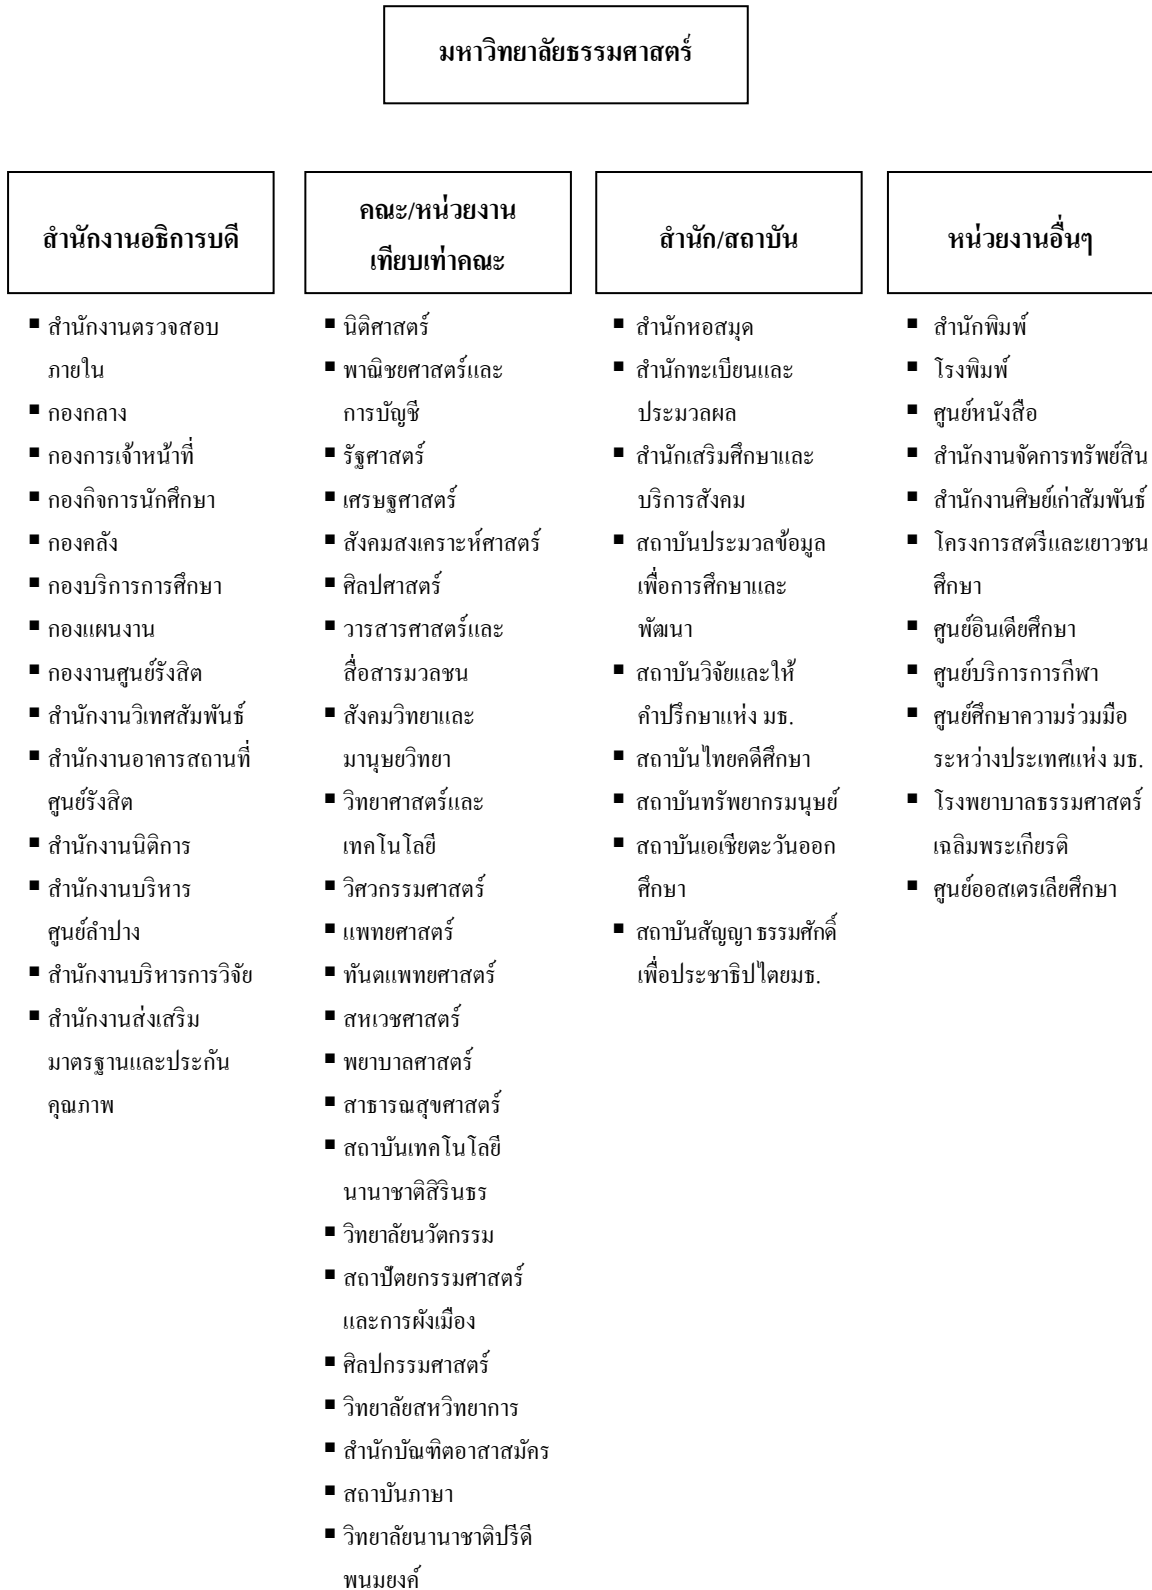 มหาวิทยาลัยธรรมศาสตร์
สำนักงานอธิการบดี
▪ สำนักงานตรวจสอบ
ภายใน
▪ กองกลาง
▪ กองการเจ้าหน้าที่
▪ กองกิจการนักศึกษา
▪ กองคลัง
▪ กองบริการการศึกษา
▪ กองแผนงาน
▪ กองงานศูนย์รังสิต
▪ สำนักงานวิเทศสัมพันธ์
▪ สำนักงานอาคารสถานที่
ศูนย์รังสิต
▪ สำนักงานนิติการ
▪ สำนักงานบริหาร
ศูนย์ลำปาง
▪ สำนักงานบริหารการวิจัย
▪ สำนักงานส่งเสริม
มาตรฐานและประกัน
คุณภาพ
คณะ/หน่วยงาน
เทียบเท่าคณะ
▪ นิติศาสตร์
▪ พาณิชยศาสตร์และ
การบัญชี
▪ รัฐศาสตร์
▪ เศรษฐศาสตร์
▪ สังคมสงเคราะห์ศาสตร์
▪ ศิลปศาสตร์
▪ วารสารศาสตร์และ
สื่อสารมวลชน
▪ สังคมวิทยาและ
มานุษยวิทยา
▪ วิทยาศาสตร์และ
เทคโนโลยี
▪ วิศวกรรมศาสตร์
▪ แพทยศาสตร์
▪ ทันตแพทยศาสตร์
▪ สหเวชศาสตร์
▪ พยาบาลศาสตร์
▪ สาธารณสุขศาสตร์
▪ สถาบันเทคโนโลยี
นานาชาติสิรินธร
▪ วิทยาลัยนวัตกรรม
▪ สถาปัตยกรรมศาสตร์
และการผังเมือง
▪ ศิลปกรรมศาสตร์
▪ วิทยาลัยสหวิทยาการ
▪ สำนักบัณฑิตอาสาสมัคร
▪ สถาบันภาษา
▪ วิทยาลัยนานาชาติปรีดี
พนมยงค์
สำนัก/สถาบัน
▪ สำนักหอสมุด
▪ สำนักทะเบียนและ
ประมวลผล
▪ สำนักเสริมศึกษาและ
บริการสังคม
▪ สถาบันประมวลข้อมูล
เพื่อการศึกษาและ
พัฒนา
▪ สถาบันวิจัยและให้
คำปรึกษาแห่ง มธ.
▪ สถาบันไทยคดีศึกษา
▪ สถาบันทรัพยากรมนุษย์
▪ สถาบันเอเชียตะวันออก
ศึกษา
▪ สถาบันสัญญา ธรรมศักดิ์
เพื่อประชาธิปไตยมธ.
หน่วยงานอื่นๆ
▪ สำนักพิมพ์
▪ โรงพิมพ์
▪ ศูนย์หนังสือ
▪ สำนักงานจัดการทรัพย์สิน
▪ สำนักงานศิษย์เก่าสัมพันธ์
▪ โครงการสตรีและเยาวชน
ศึกษา
▪ ศูนย์อินเดียศึกษา
▪ ศูนย์บริการการกีฬา
▪ ศูนย์ศึกษาความร่วมมือ
ระหว่างประเทศแห่ง มธ.
▪ โรงพยาบาลธรรมศาสตร์
เฉลิมพระเกียรติ
▪ ศูนย์ออสเตรเลียศึกษา